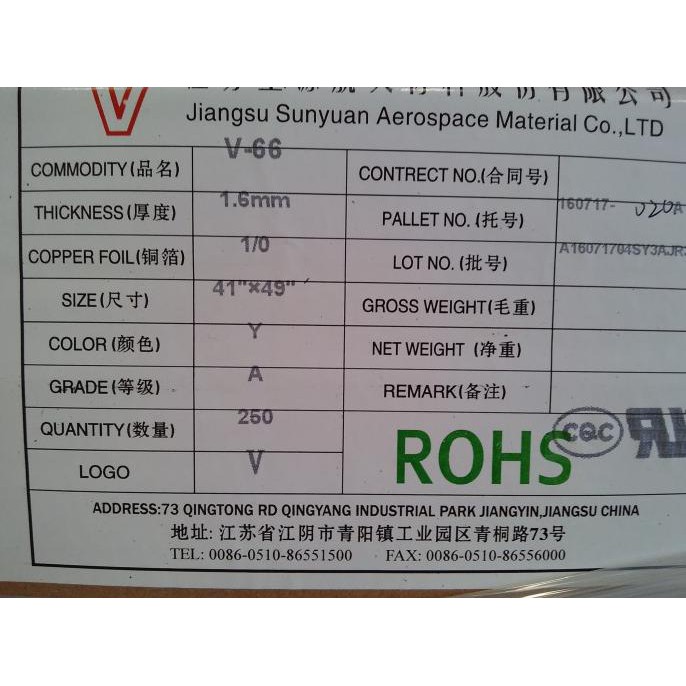 V
Jiangsu Sunyuan Aerospace Material Co.,LTD
COMMODITY(品名) V-66 CONTRECT NO.(合同号)
THICKNESS(厚度) 1.6mm PALLET NO. (托号) 160717- 020A
COPPER FOIL(铜箔) 1/0 LOT NO. (批号)
SIZE(尺寸) 41"×49" GROSS WEIGHT(毛重)
COLOR(颜色) Y NET WEIGHT (净重)
GRADE(等级) A REMARK(备注)
QUANTITY(数量) 250
LOGO V ROHS CQC
ADDRESS:73 QINGTONG RD QINGYANG INDUSTRIAL PARK JIANGYIN,JIANGSU CHINA
地址: 江苏省江阴市青阳镇工业园区青桐路73号
TEL: 0086-0510-86551500 FAX: 0086-0510-86556000